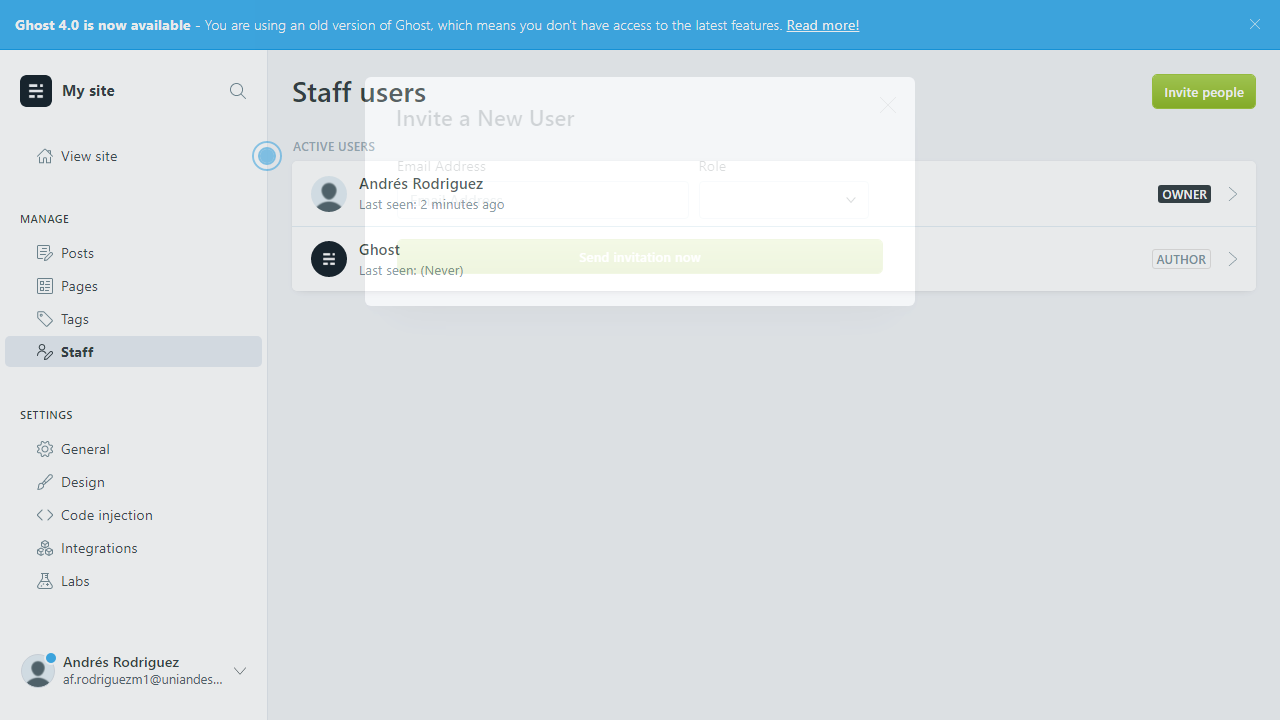 Ghost 4.0 is now available - You are using an old version of Ghost, which means you don't have access to the latest features. Read more!
My site
View site
MANAGE
Posts
Pages
Tags
Staff
SETTINGS
General
Design
Code injection
Integrations
Labs
Andrés Rodriguez
af.rodriguezm1@uniandes...
Staff users
Invite people
ACTIVE USERS
Andrés Rodriguez
Last seen: 2 minutes ago
OWNER
Ghost
Last seen: (Never)
AUTHOR
Invite a New User
Email Address
Role
Send invitation now